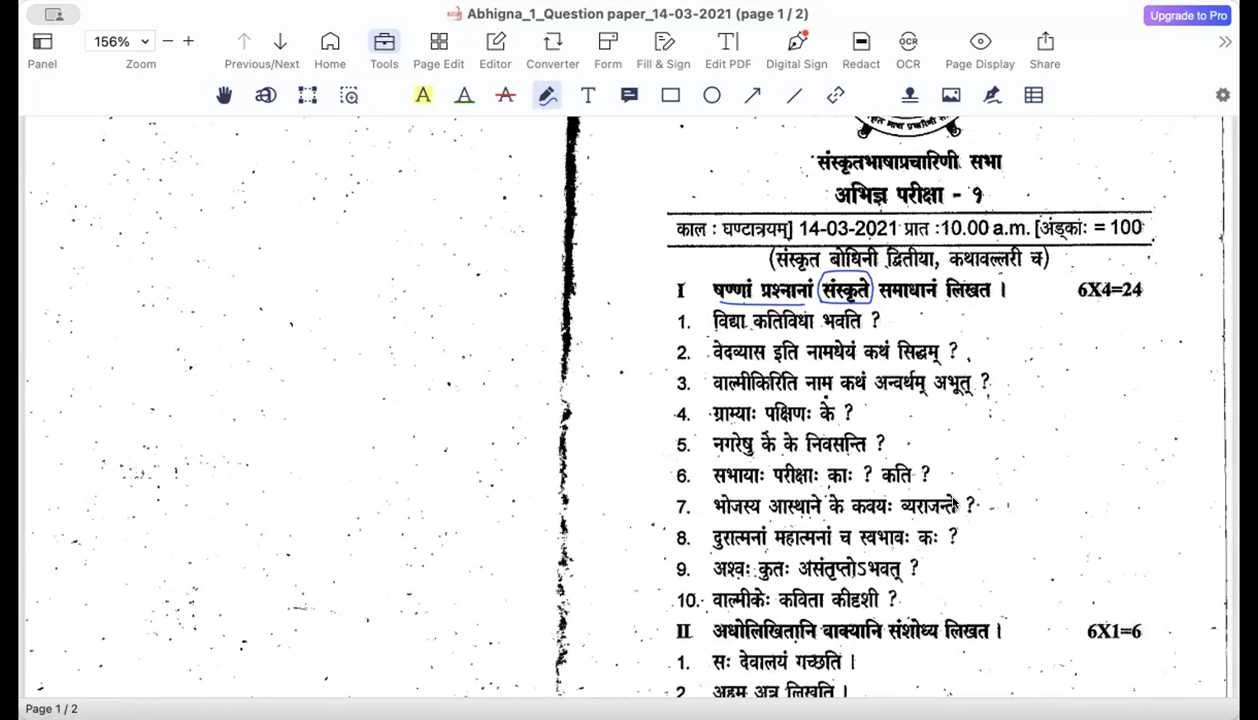 Abhigna_1_Question paper_14-03-2021 (page 1 / 2)
Upgrade to Pro
156%
Panel Zoom Previous/Next Home Tools Page Edit Editor Converter Form Fill & Sign Edit PDF Digital Sign Redact OCR Page Display Share
संस्कृतभाषाप्रचारिणी सभा
अभिज्ञ परीक्षा - १
काल : घण्टात्रयम्] 14-03-2021 प्रात :10.00 a.m. [अंड्काः = 100
(संस्कृत बोधिनी द्वितीया, कथावल्लरी च)
I षण्णां प्रश्नानां संस्कृते समाधानं लिखत । 6X4=24
1. विद्या कतिविधा भवति ?
2. वेदव्यास इति नामधेयं कथं सिद्धम् ?
3. वाल्मीकिरिति नाम कथं अन्वर्थम् अभूत् ?
4. ग्राम्याः पक्षिणः के ?
5. नगरेषु के के निवसन्ति ?
6. सभायाः परीक्षाः काः ? कति ?
7. भोजस्य आस्थाने के कवयः व्यराजन्ते ?
8. दुरात्मनां महात्मनां च स्वभावः कः ?
9. अश्वः कुतः असंतृप्तोऽभवत् ?
10. वाल्मीकेः कविता कीदृशी ?
II अधोलिखितानि वाक्यानि संशोध्य लिखत । 6X1=6
1. सः देवालयं गच्छति ।
2. अहम् अत्र लिखति ।
Page 1 / 2